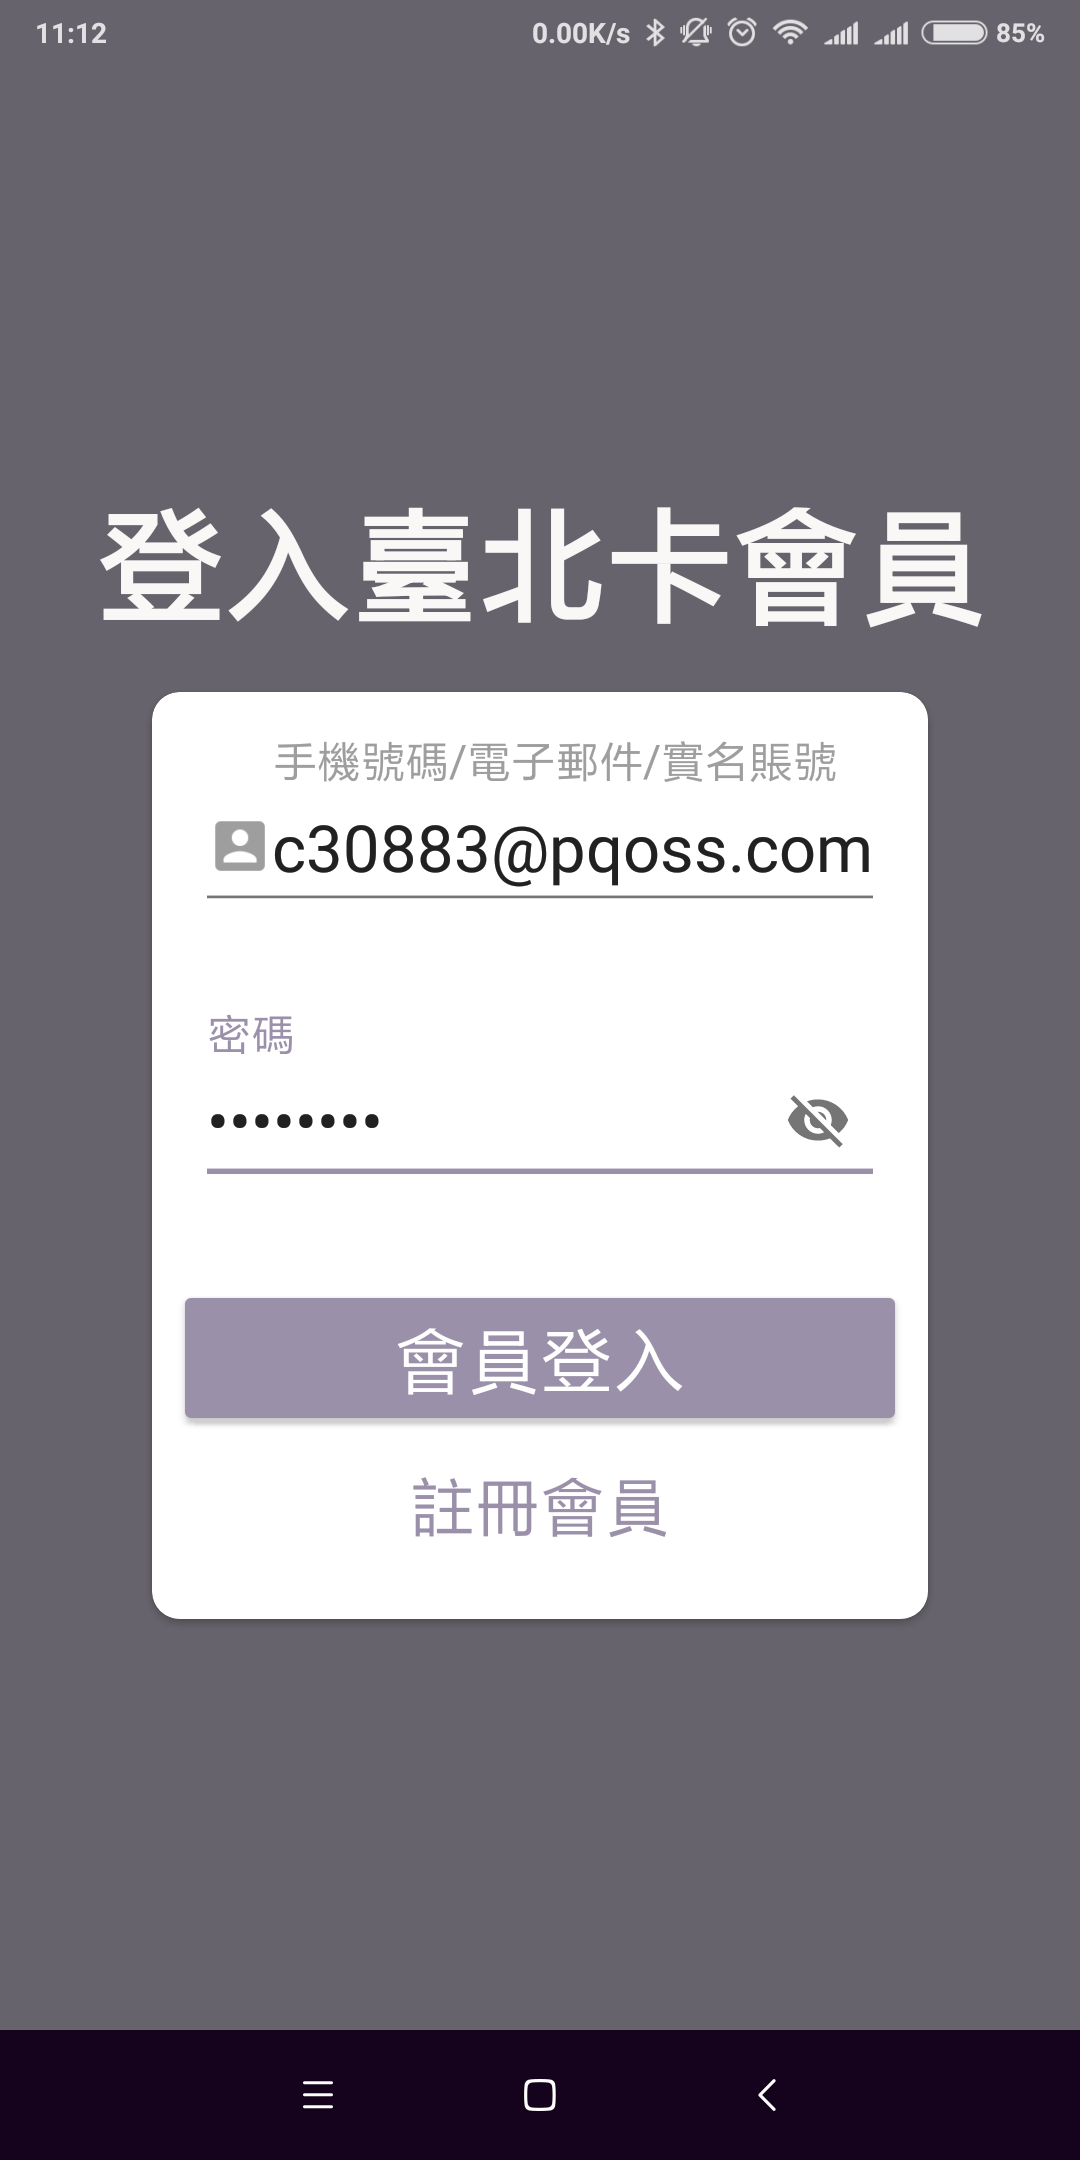 11:12 0.00K/s 85%
登入臺北卡會員
手機號碼/電子郵件/實名賬號
c30883@pqoss.com
密碼
••••••••
會員登入
註冊會員